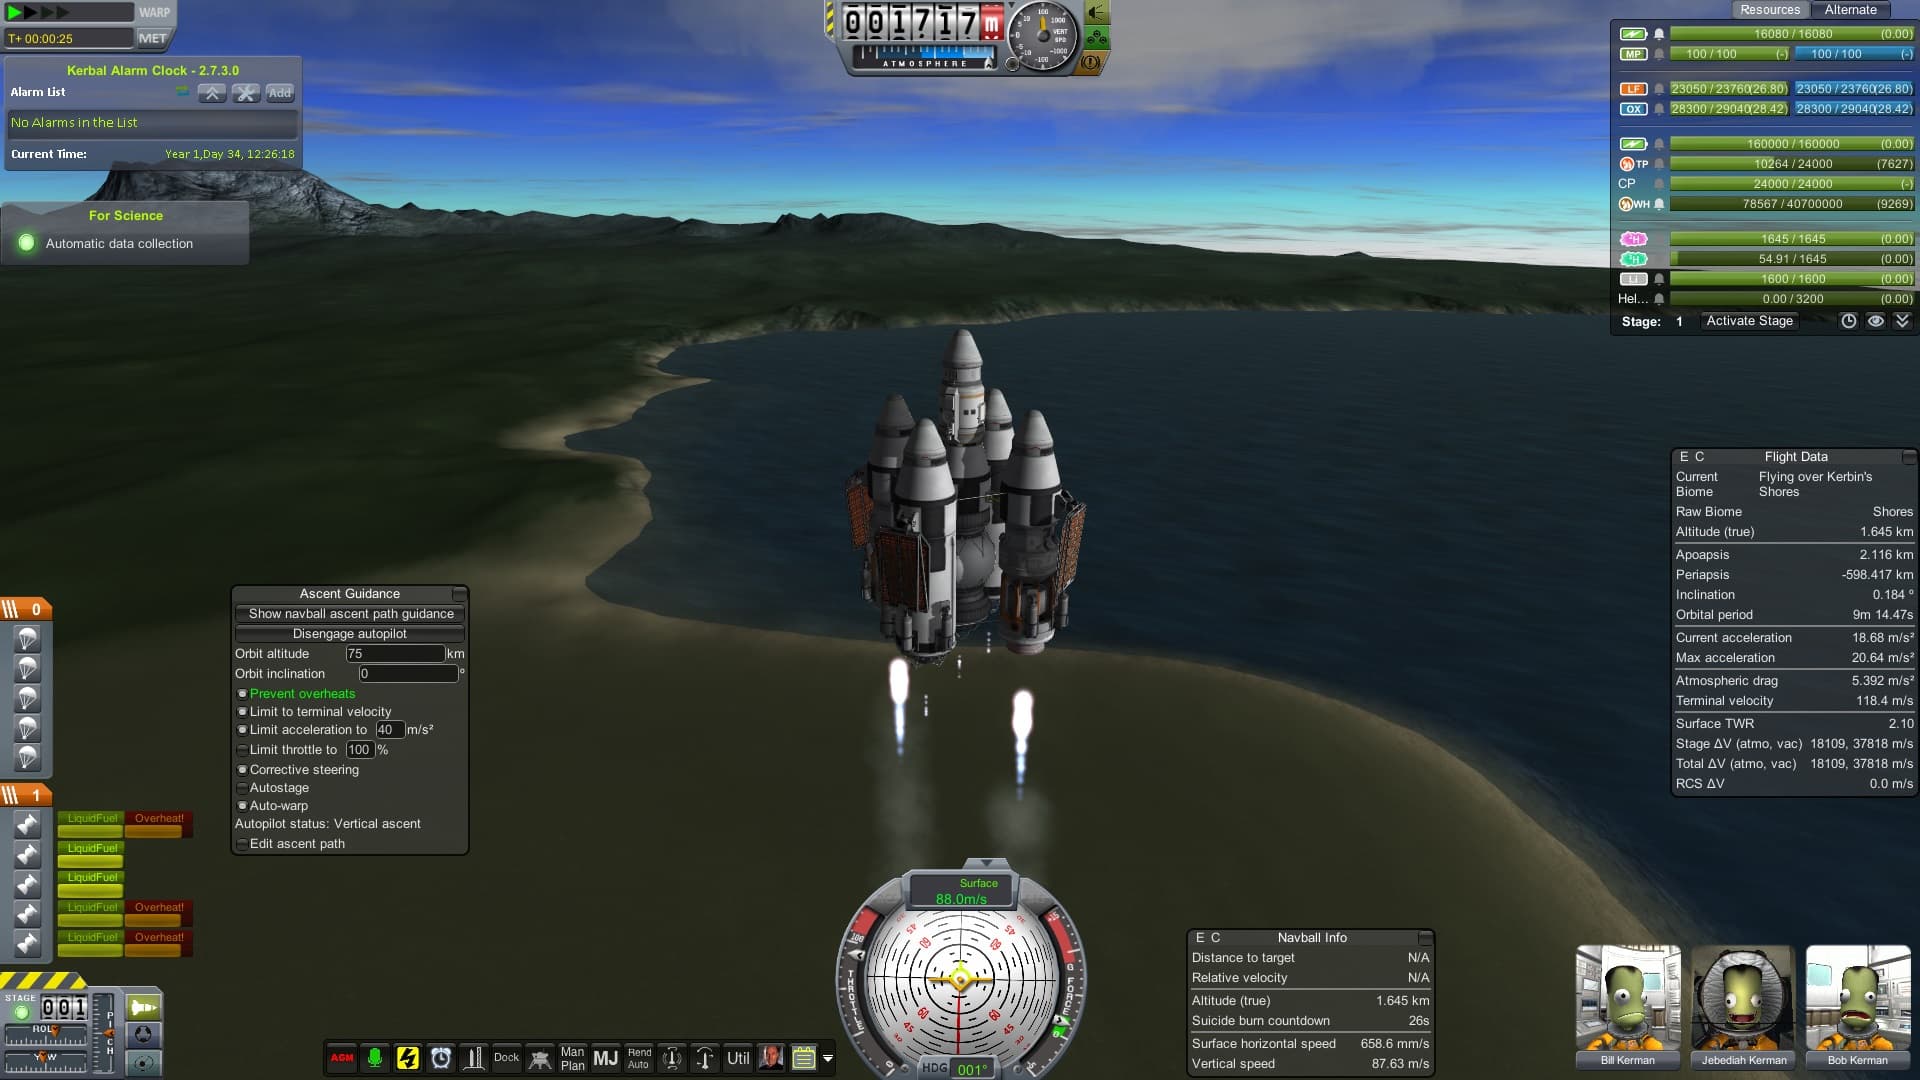 WARP
T+ 00:00:25
MET
Kerbal Alarm Clock - 2.7.3.0
Alarm List
Add
No Alarms in the List
Current Time: Year 1,Day 34, 12:26:18
For Science
Automatic data collection
001717 m
ATMOSPHERE
VERT SPD
Resources Alternate
16080 / 16080 (0.00)
MP 100 / 100 (-) 100 / 100 (-)
LF 23050 / 23760(26.80) 23050 / 23760(26.80)
OX 28300 / 29040(28.42) 28300 / 29040(28.42)
160000 / 160000 (0.00)
TP 10264 / 24000 (7627)
CP 24000 / 24000 (-)
WH 78567 / 40700000 (9269)
1645 / 1645 (0.00)
54.91 / 1645 (0.00)
Li 1600 / 1600 (0.00)
Hel... 0.00 / 3200 (0.00)
Stage: 1 Activate Stage
E C Flight Data
Current Biome Flying over Kerbin's Shores
Raw Biome Shores
Altitude (true) 1.645 km
Apoapsis 2.116 km
Periapsis -598.417 km
Inclination 0.184 º
Orbital period 9m 14.47s
Current acceleration 18.68 m/s²
Max acceleration 20.64 m/s²
Atmospheric drag 5.392 m/s²
Terminal velocity 118.4 m/s
Surface TWR 2.10
Stage ΔV (atmo, vac) 18109, 37818 m/s
Total ΔV (atmo, vac) 18109, 37818 m/s
RCS ΔV 0.0 m/s
Ascent Guidance
Show navball ascent path guidance
Disengage autopilot
Orbit altitude 75 km
Orbit inclination 0 º
Prevent overheats
Limit to terminal velocity
Limit acceleration to 40 m/s²
Limit throttle to 100 %
Corrective steering
Autostage
Auto-warp
Autopilot status: Vertical ascent
Edit ascent path
0
1
LiquidFuel Overheat!
LiquidFuel
LiquidFuel
LiquidFuel Overheat!
LiquidFuel Overheat!
STAGE 001
ROLL
YAW
PITCH
AGM Dock Man Plan MJ Rend Auto Util
Surface
88.0m/s
THROTTLE
G FORCE
HDG 001°
E C Navball Info
Distance to target N/A
Relative velocity N/A
Altitude (true) 1.645 km
Suicide burn countdown 26s
Surface horizontal speed 658.6 mm/s
Vertical speed 87.63 m/s
Bill Kerman Jebediah Kerman Bob Kerman